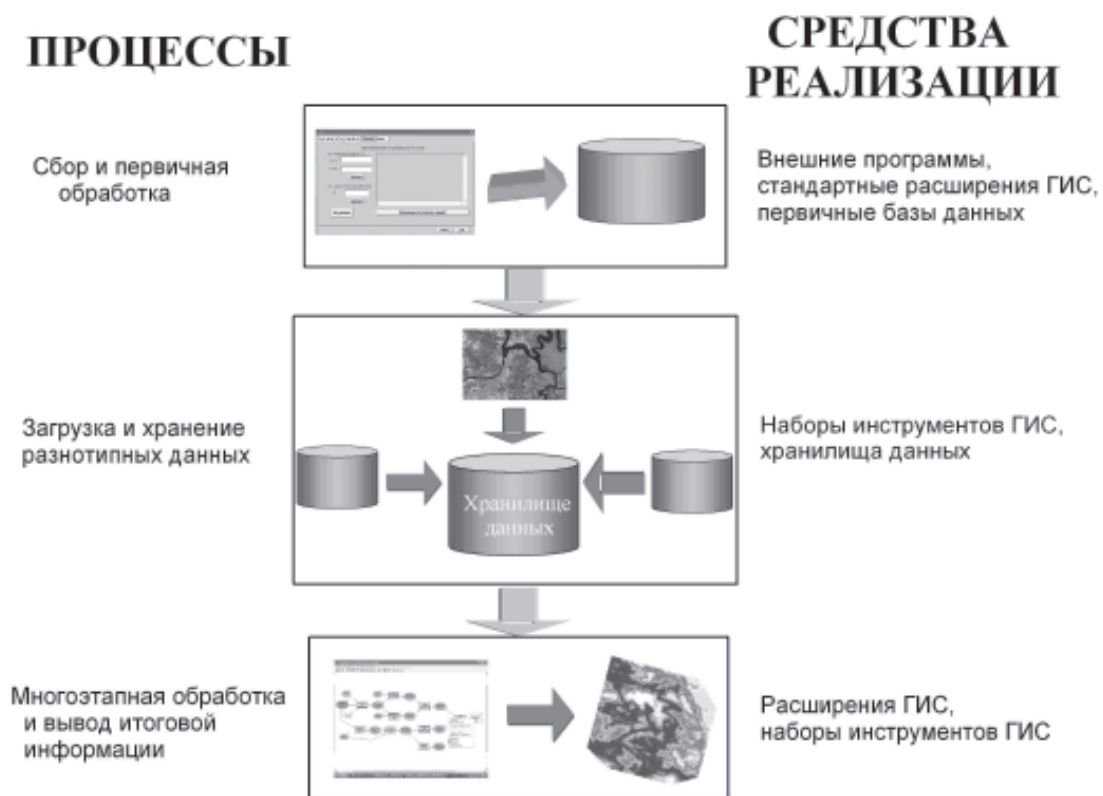 ПРОЦЕССЫ
СРЕДСТВА
РЕАЛИЗАЦИИ
Сбор и первичная
обработка
Внешние программы,
стандартные расширения ГИС,
первичные базы данных
Загрузка и хранение
разнотипных данных
Хранилище
данных
Наборы инструментов ГИС,
хранилища данных
Многоэтапная обработка
и вывод итоговой
информации
Расширения ГИС,
наборы инструментов ГИС